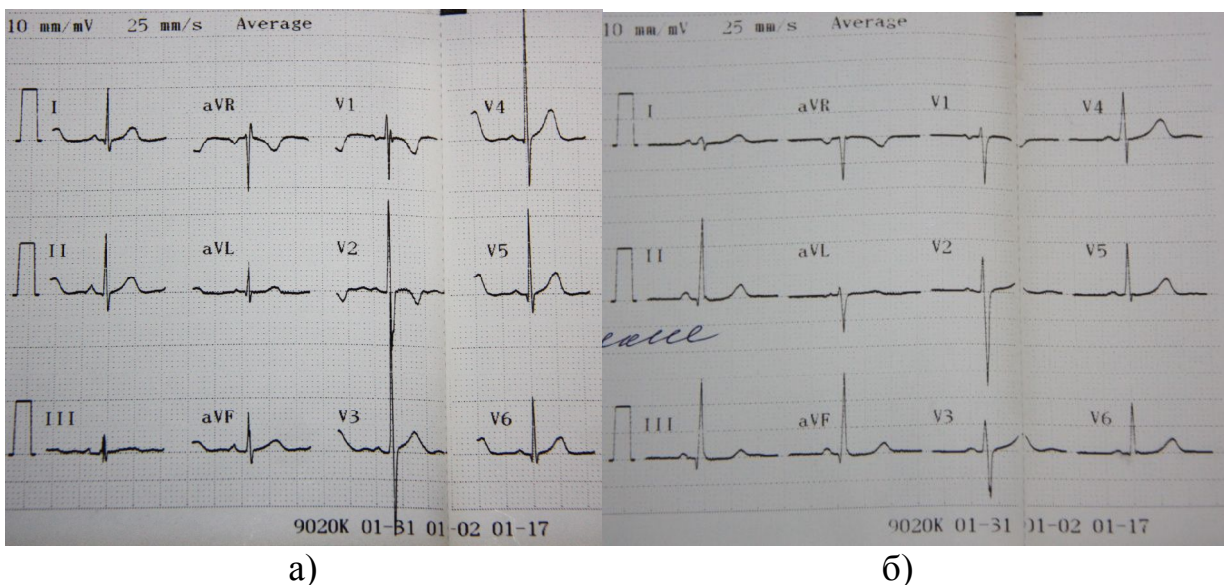 10 mm/mV 25 mm/s Average
I aVR V1 V4
II aVL V2 V5
III aVF V3 V6
9020K 01-31 01-02 01-17
а)
10 mm/mV 25 mm/s Average
I aVR V1 V4
II aVL V2 V5
III aVF V3 V6
9020K 01-31 01-02 01-17
б)